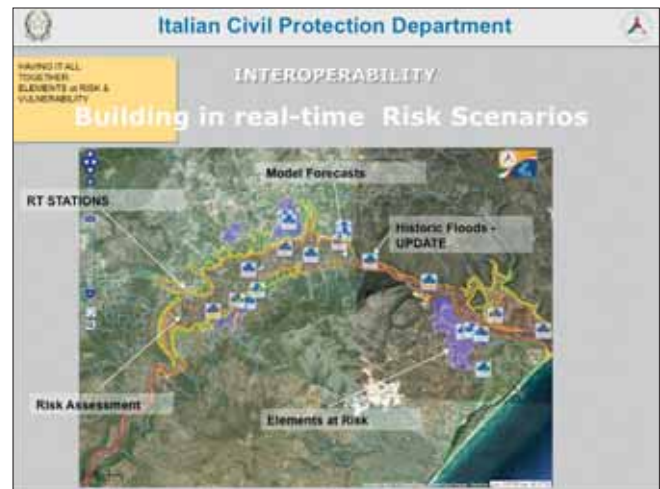 Italian Civil Protection Department
HAVING IT ALL
TOGETHER:
ELEMENTS at RISK &
VULNERABILITY
INTEROPERABILITY
Building in real-time Risk Scenarios
Model Forecasts
RT STATIONS
Historic Floods -
UPDATE
Risk Assessment
Elements at Risk